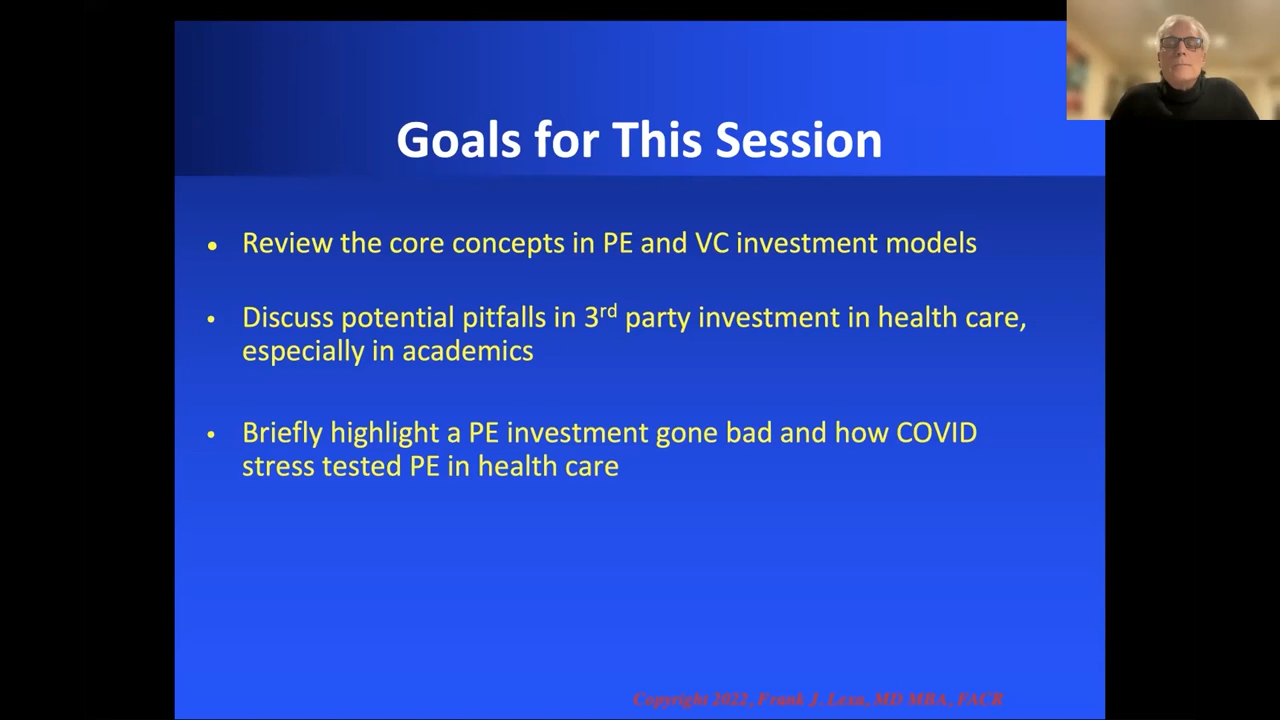 Goals for This Session
• Review the core concepts in PE and VC investment models
• Discuss potential pitfalls in 3rd party investment in health care,
especially in academics
• Briefly highlight a PE investment gone bad and how COVID
stress tested PE in health care
Copyright 2022, Frank J. Lexa, MD MBA, FACR